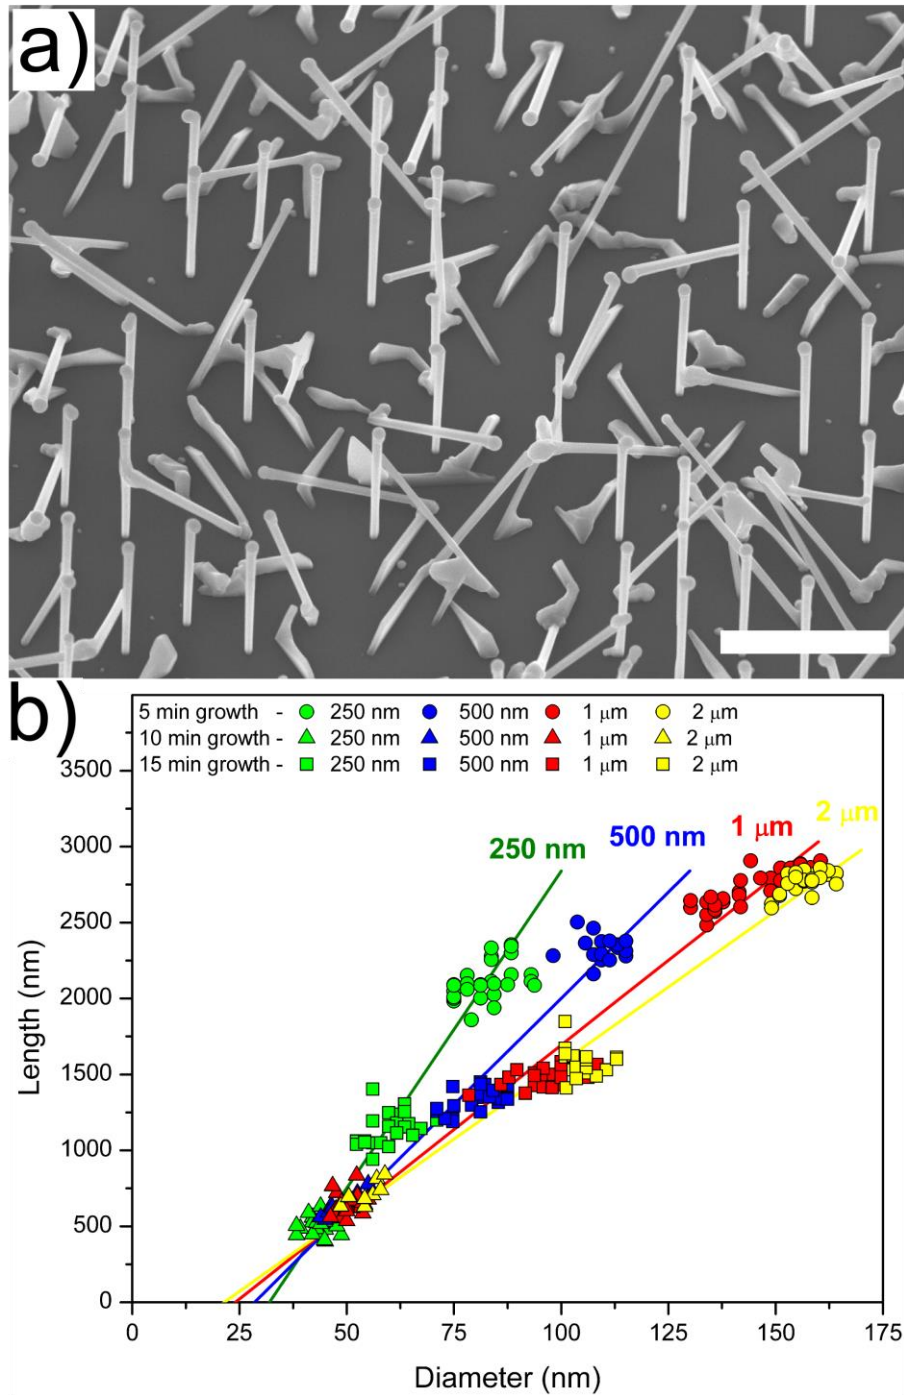 a)
b)
5 min growth - 250 nm 500 nm 1 μm 2 μm
10 min growth - 250 nm 500 nm 1 μm 2 μm
15 min growth - 250 nm 500 nm 1 μm 2 μm
250 nm 500 nm 1 μm 2 μm
3500
3000
2500
2000
1500
1000
500
0
Length (nm)
0 25 50 75 100 125 150 175
Diameter (nm)